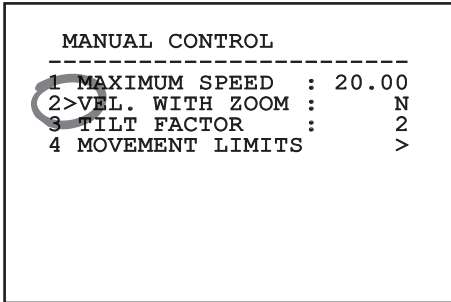 MANUAL CONTROL
--------------------------
1 MAXIMUM SPEED : 20.00
2>VEL. WITH ZOOM : N
3 TILT FACTOR : 2
4 MOVEMENT LIMITS >